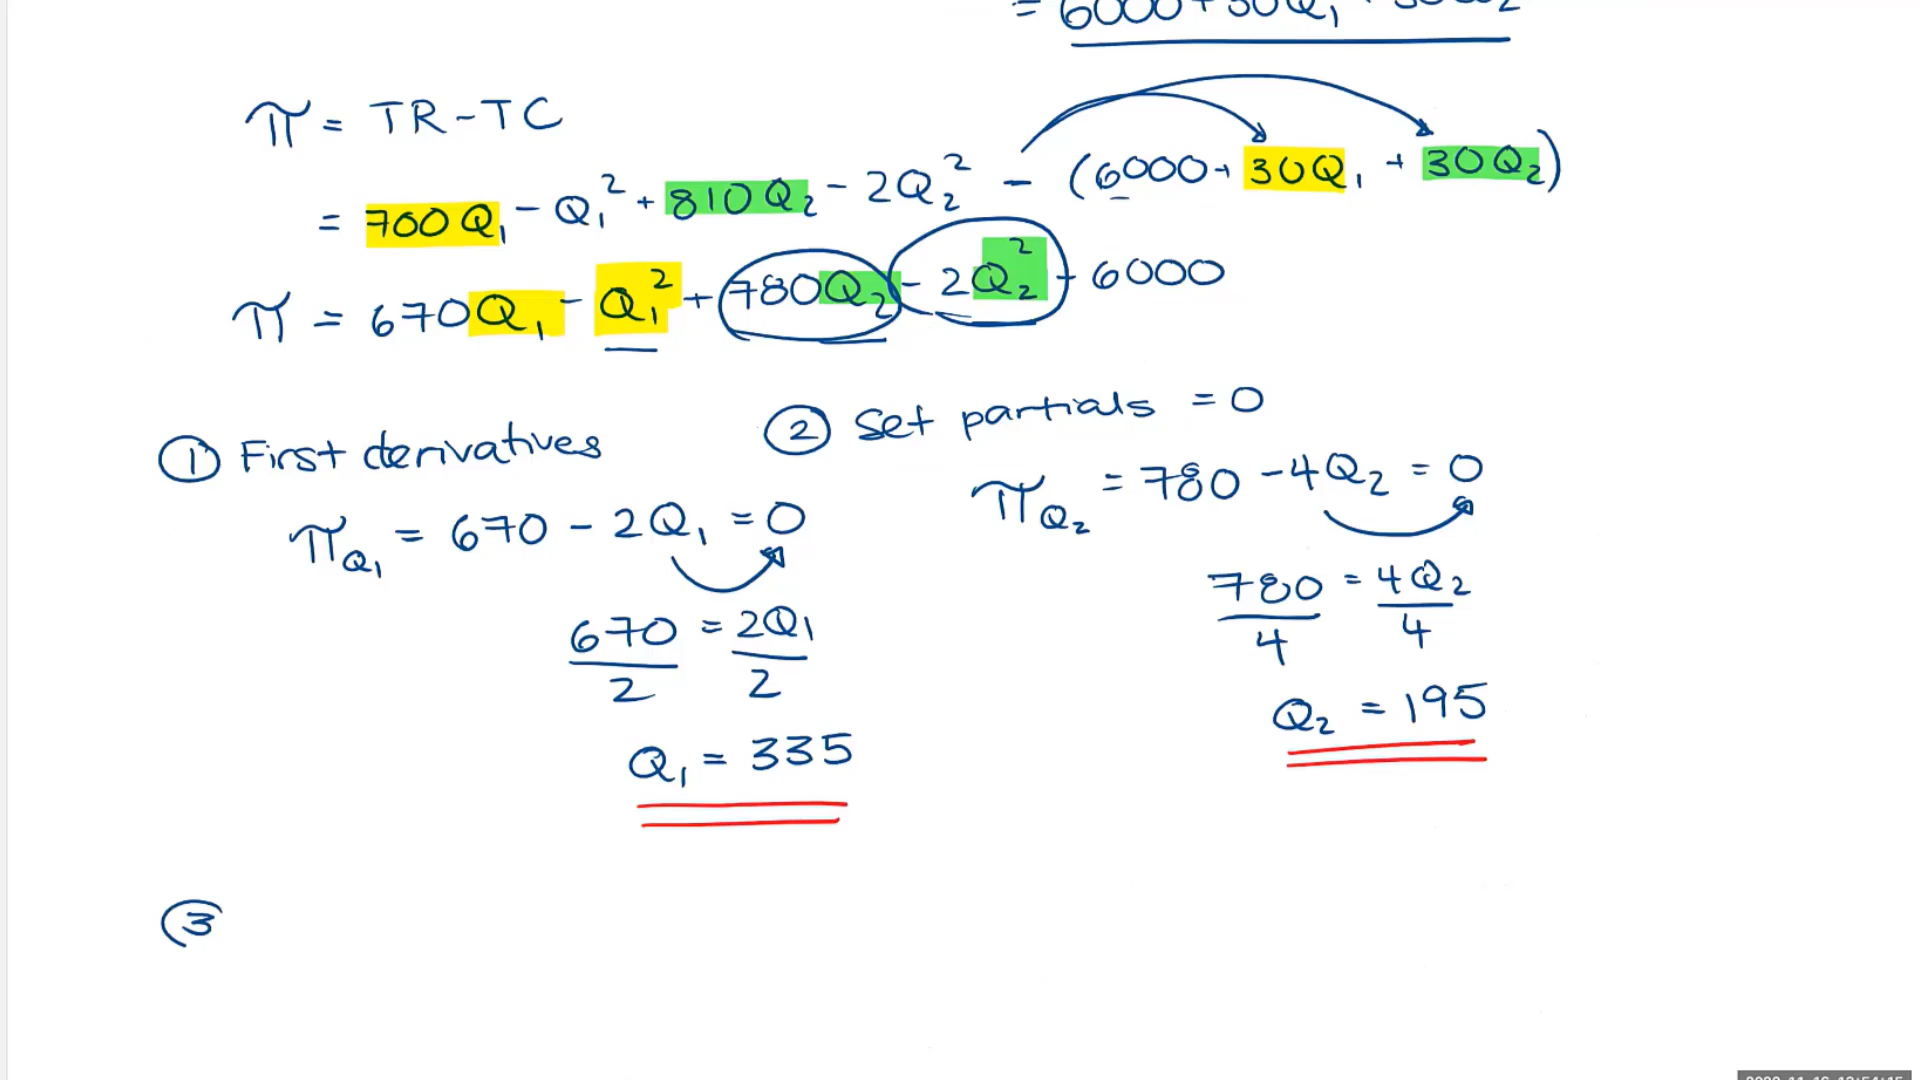 = 6000 + 30Q₁ + 30Q₂
π = TR - TC
= 700Q₁ - Q₁² + 810Q₂ - 2Q₂² - (6000 + 30Q₁ + 30Q₂)
π = 670Q₁ - Q₁² + 780Q₂ - 2Q₂² - 6000
① First derivatives
π_Q₁ = 670 - 2Q₁ = 0
670/2 = 2Q₁/2
Q₁ = 335
② Set partials = 0
π_Q₂ = 780 - 4Q₂ = 0
780/4 = 4Q₂/4
Q₂ = 195
③